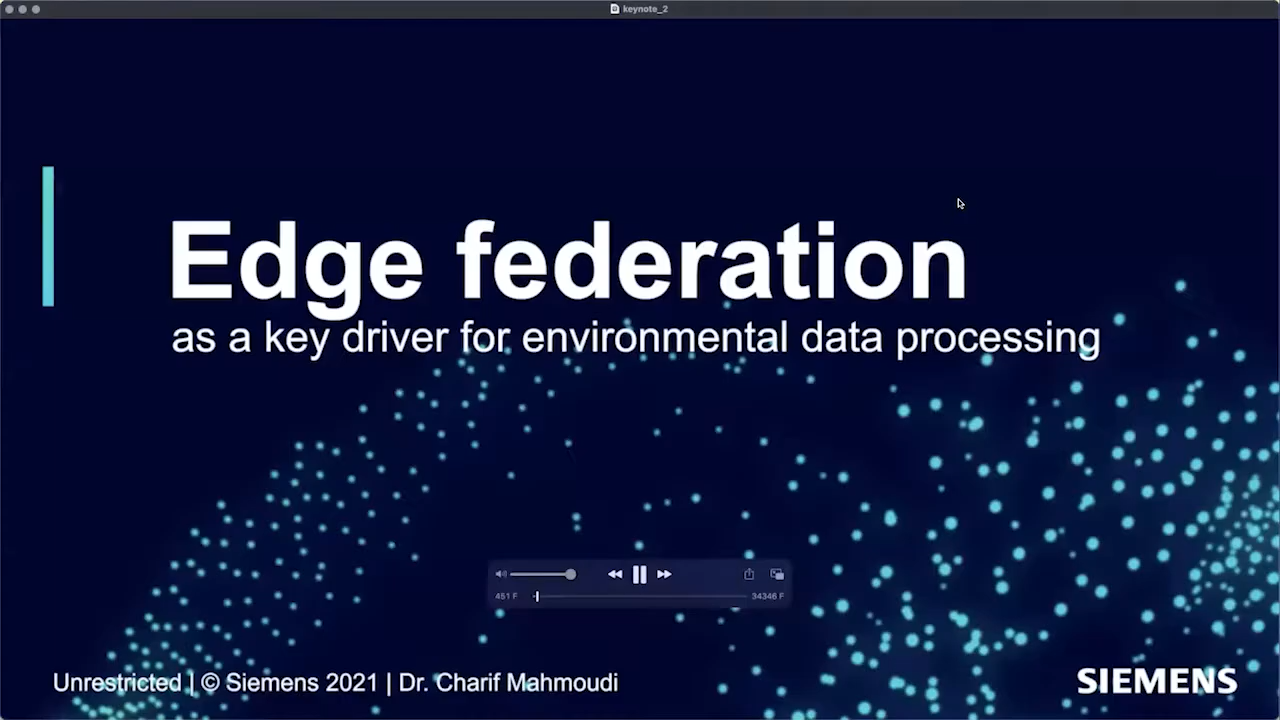 keynote_2
Edge federation
as a key driver for environmental data processing
451 F
34346 F
Unrestricted | © Siemens 2021 | Dr. Charif Mahmoudi
SIEMENS